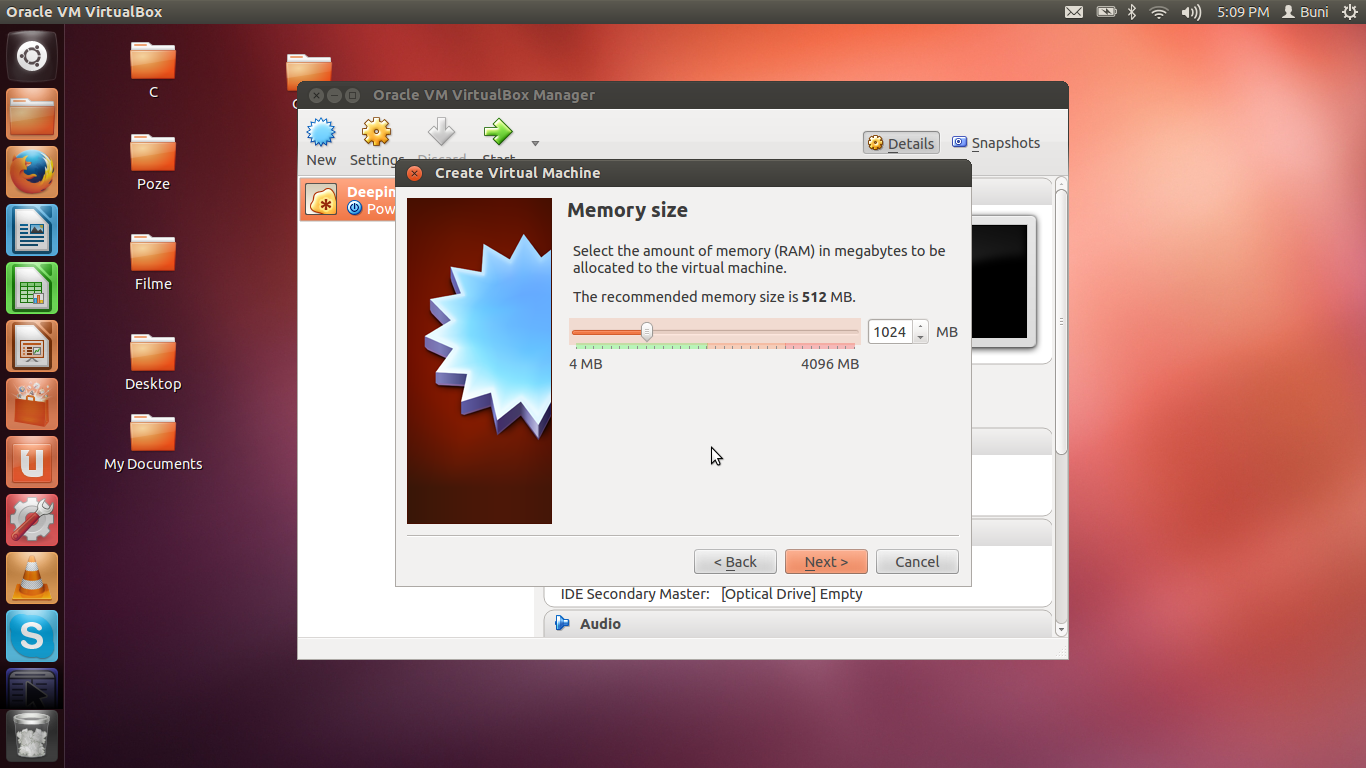 Oracle VM VirtualBox
5:09 PM
Buni
C
Poze
Filme
Desktop
My Documents
Oracle VM VirtualBox Manager
New
Settings
Discard
Start
Details
Snapshots
Deepin
Pow
Create Virtual Machine
Memory size
Select the amount of memory (RAM) in megabytes to be
allocated to the virtual machine.
The recommended memory size is 512 MB.
1024 MB
4 MB
4096 MB
< Back
Next >
Cancel
IDE Secondary Master: [Optical Drive] Empty
Audio